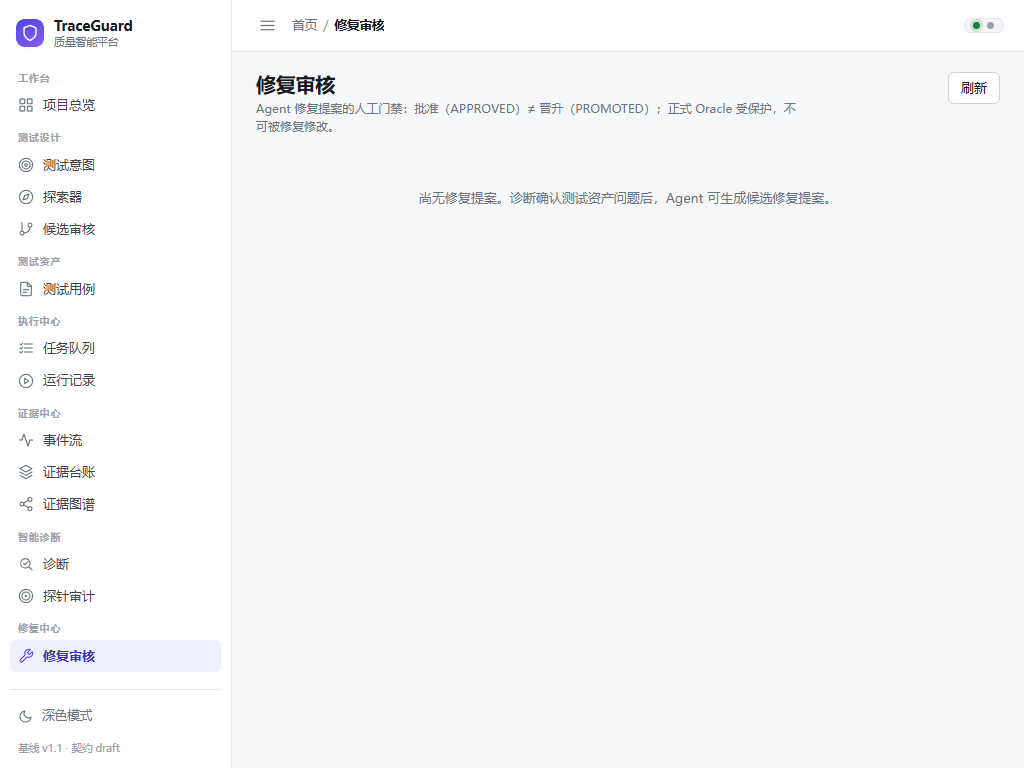 TraceGuard
质量智能平台
工作台
项目总览
测试设计
测试意图
探索器
候选审核
测试资产
测试用例
执行中心
任务队列
运行记录
证据中心
事件流
证据台账
证据图谱
智能诊断
诊断
探针审计
修复中心
修复审核
深色模式
基线 v1.1 · 契约 draft
首页 / 修复审核
修复审核
刷新
Agent 修复提案的人工门禁：批准（APPROVED）≠ 晋升（PROMOTED）；正式 Oracle 受保护，不
可被修复修改。
尚无修复提案。诊断确认测试资产问题后，Agent 可生成候选修复提案。